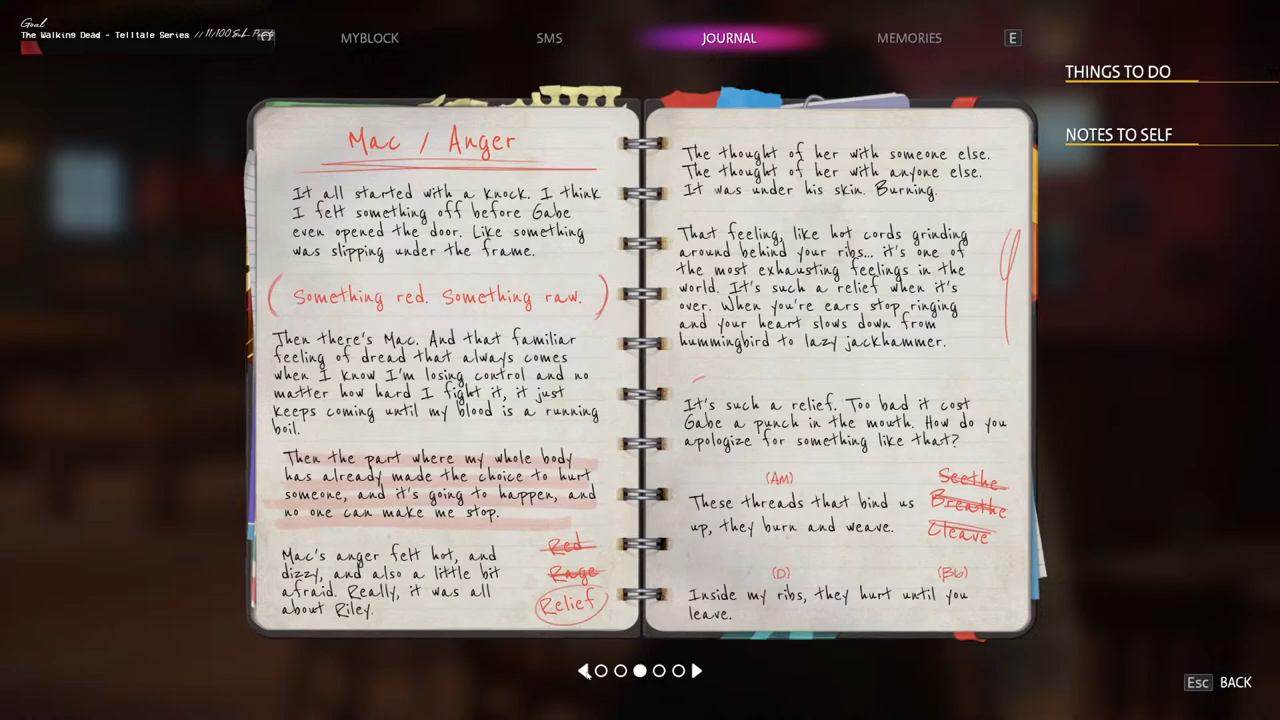 Goal
The Walking Dead - Telltale Series // 11/100 Sub
MYBLOCK
SMS
JOURNAL
MEMORIES
E
THINGS TO DO
NOTES TO SELF
Mac / Anger
It all started with a knock. I think
I felt something off before Gabe
even opened the door. Like something
was slipping under the frame.
(Something red. Something raw.)
Then there's Mac. And that familiar
feeling of dread that always comes
when I know I'm losing control and no
matter how hard I fight it, it just
keeps coming until my blood is a running
boil.
Then the part where my whole body
has already made the choice to hurt
someone, and it's going to happen, and
no one can make me stop.
Mac's anger felt hot, and
dizzy, and also a little bit
afraid. Really, it was all
about Riley.
Red
Rage
Relief
The thought of her with someone else.
The thought of her with anyone else.
It was under his skin. Burning.
That feeling, like hot cords grinding
around behind your ribs... it's one of
the most exhausting feelings in the
world. It's such a relief when it's
over. When you're ears stop ringing
and your heart slows down from
hummingbird to lazy jackhammer.
It's such a relief. Too bad it cost
Gabe a punch in the mouth. How do you
apologize for something like that?
(Am)
These threads that bind us
up, they burn and weave.
Seethe
Breathe
Cleave
(D)
(Bb)
Inside my ribs, they hurt until you
leave.
Esc BACK